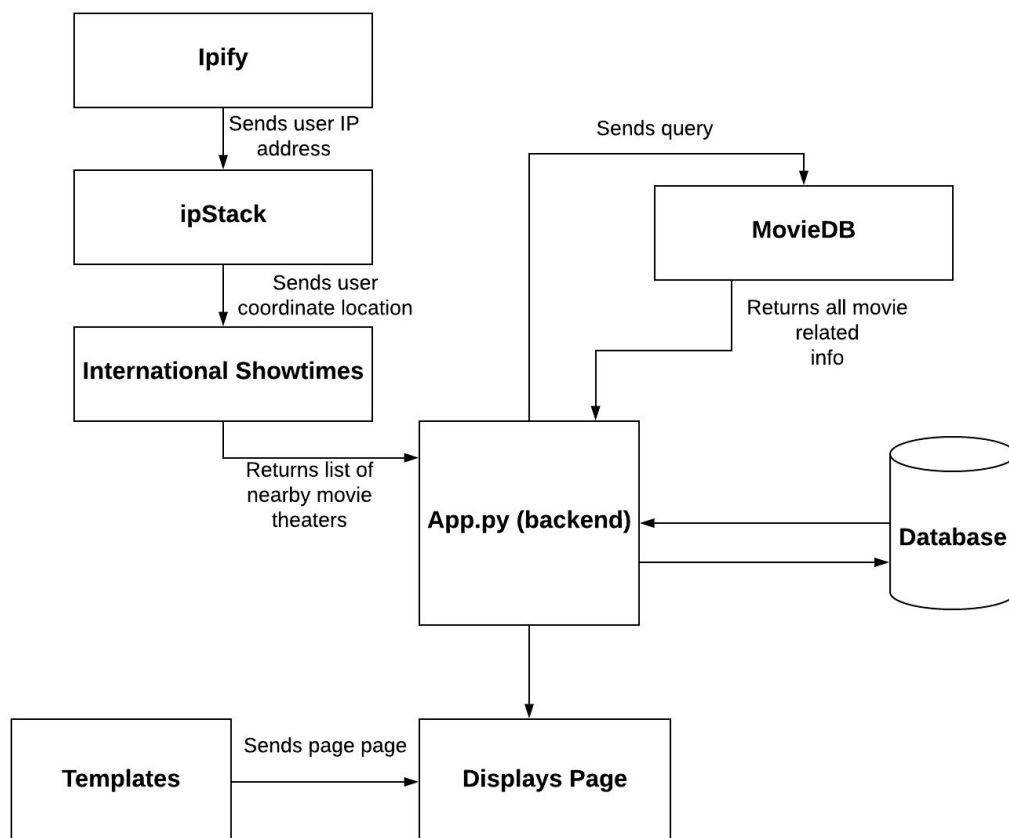 Ipify
Sends user IP
address
Sends query
ipStack
MovieDB
Sends user
coordinate location
Returns all movie
related
info
International Showtimes
Returns list of
nearby movie
theaters
App.py (backend)
Database
Sends page page
Templates
Displays Page